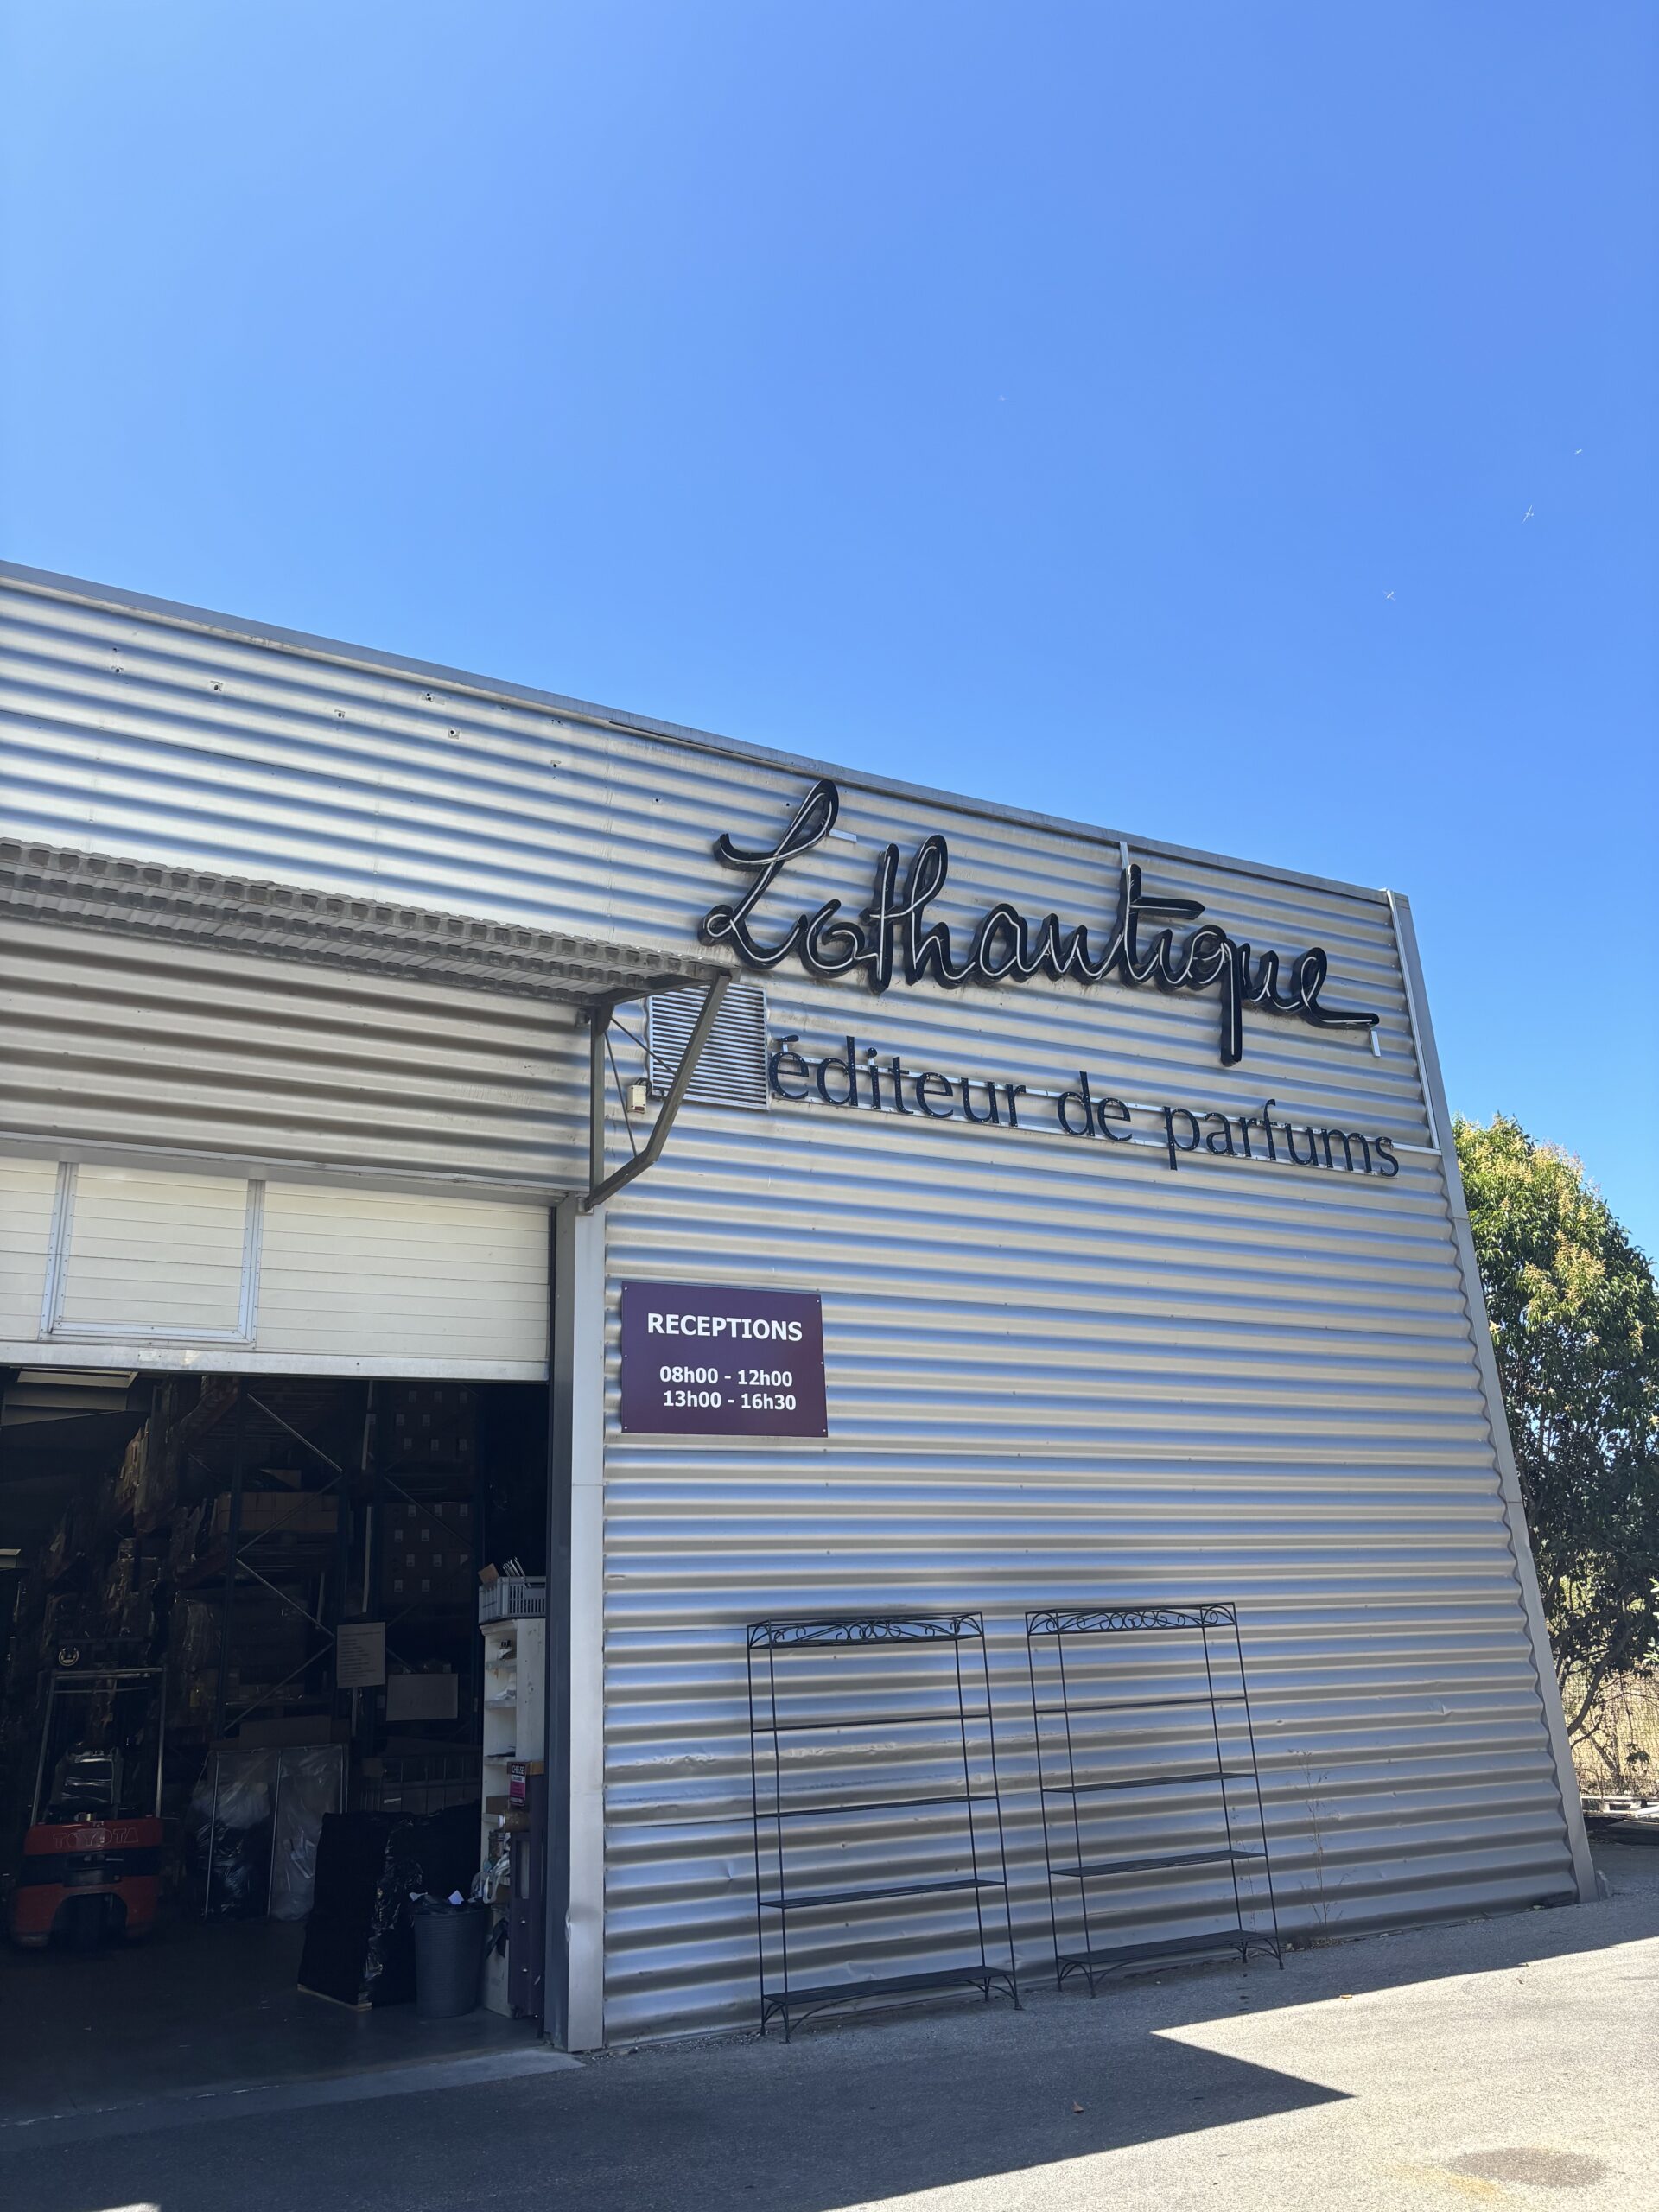 Lothantique
éditeur de parfums
RECEPTIONS
08h00 - 12h00
13h00 - 16h30
TOYOTA